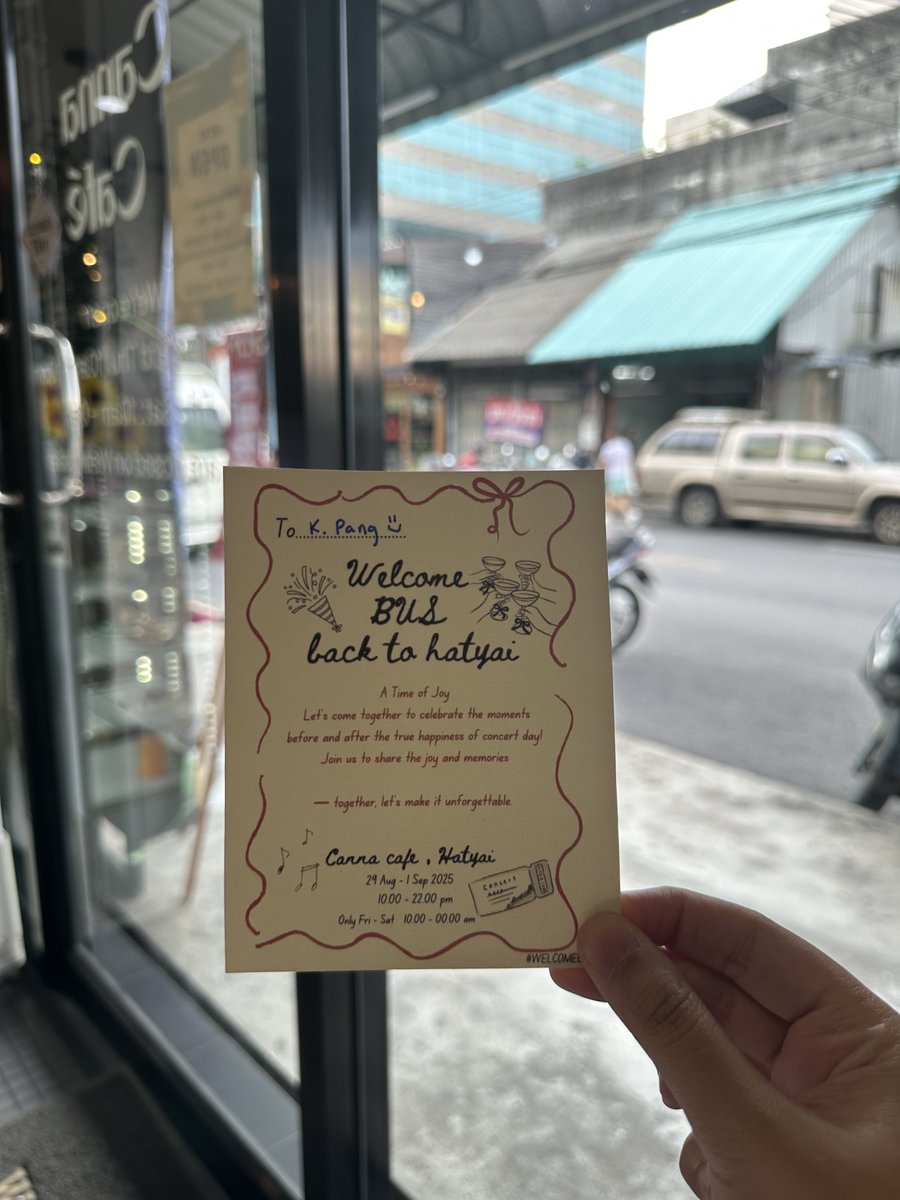 Canna
Café
OPEN
To K. Pang
Welcome
BUS
back to hatyai
A Time of Joy
Let's come together to celebrate the moments
before and after the true happiness of concert day!
Join us to share the joy and memories
— together, let's make it unforgettable.
Canna cafe , Hatyai
29 Aug - 1 Sep 2025
10.00 - 22.00 pm
Only Fri - Sat 10.00 - 00.00 am
Concert
#WELCOMEB